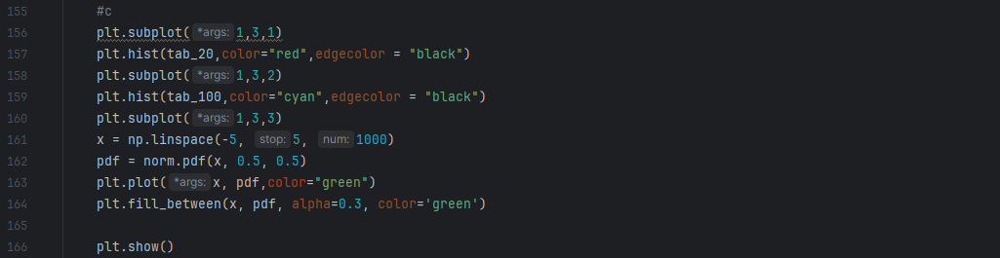 155 #c
156 plt.subplot( *args: 1,3,1)
157 plt.hist(tab_20,color="red",edgecolor = "black")
158 plt.subplot( *args: 1,3,2)
159 plt.hist(tab_100,color="cyan",edgecolor = "black")
160 plt.subplot( *args: 1,3,3)
161 x = np.linspace(-5, stop: 5, num: 1000)
162 pdf = norm.pdf(x, 0.5, 0.5)
163 plt.plot( *args: x, pdf,color="green")
164 plt.fill_between(x, pdf, alpha=0.3, color='green')
165
166 plt.show()